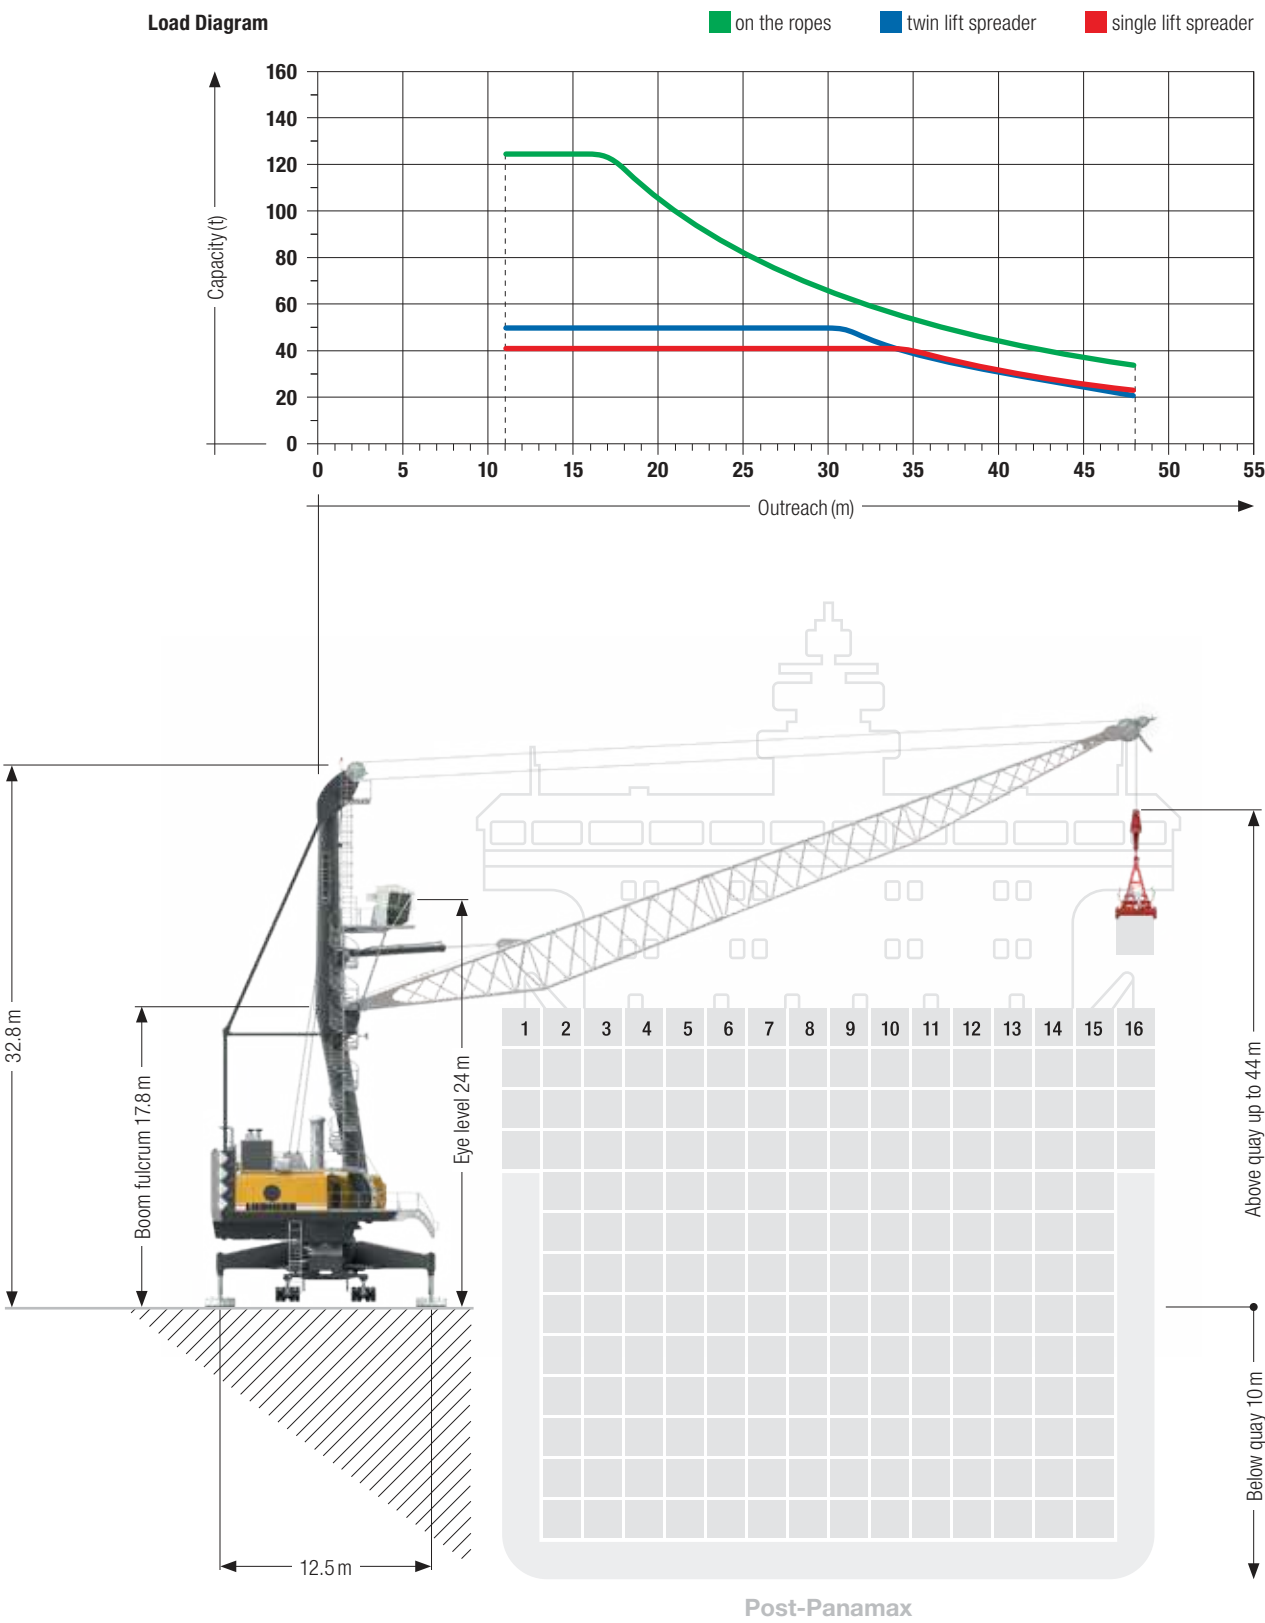 Load Diagram
on the ropes
twin lift spreader
single lift spreader
160
140
120
100
80
60
40
20
0
Capacity (t)
0 5 10 15 20 25 30 35 40 45 50 55
Outreach (m)
32.8 m
Boom fulcrum 17.8 m
Eye level 24 m
1 2 3 4 5 6 7 8 9 10 11 12 13 14 15 16
Above quay up to 44 m
Below quay 10 m
12.5 m
LIEBHERR
Post-Panamax